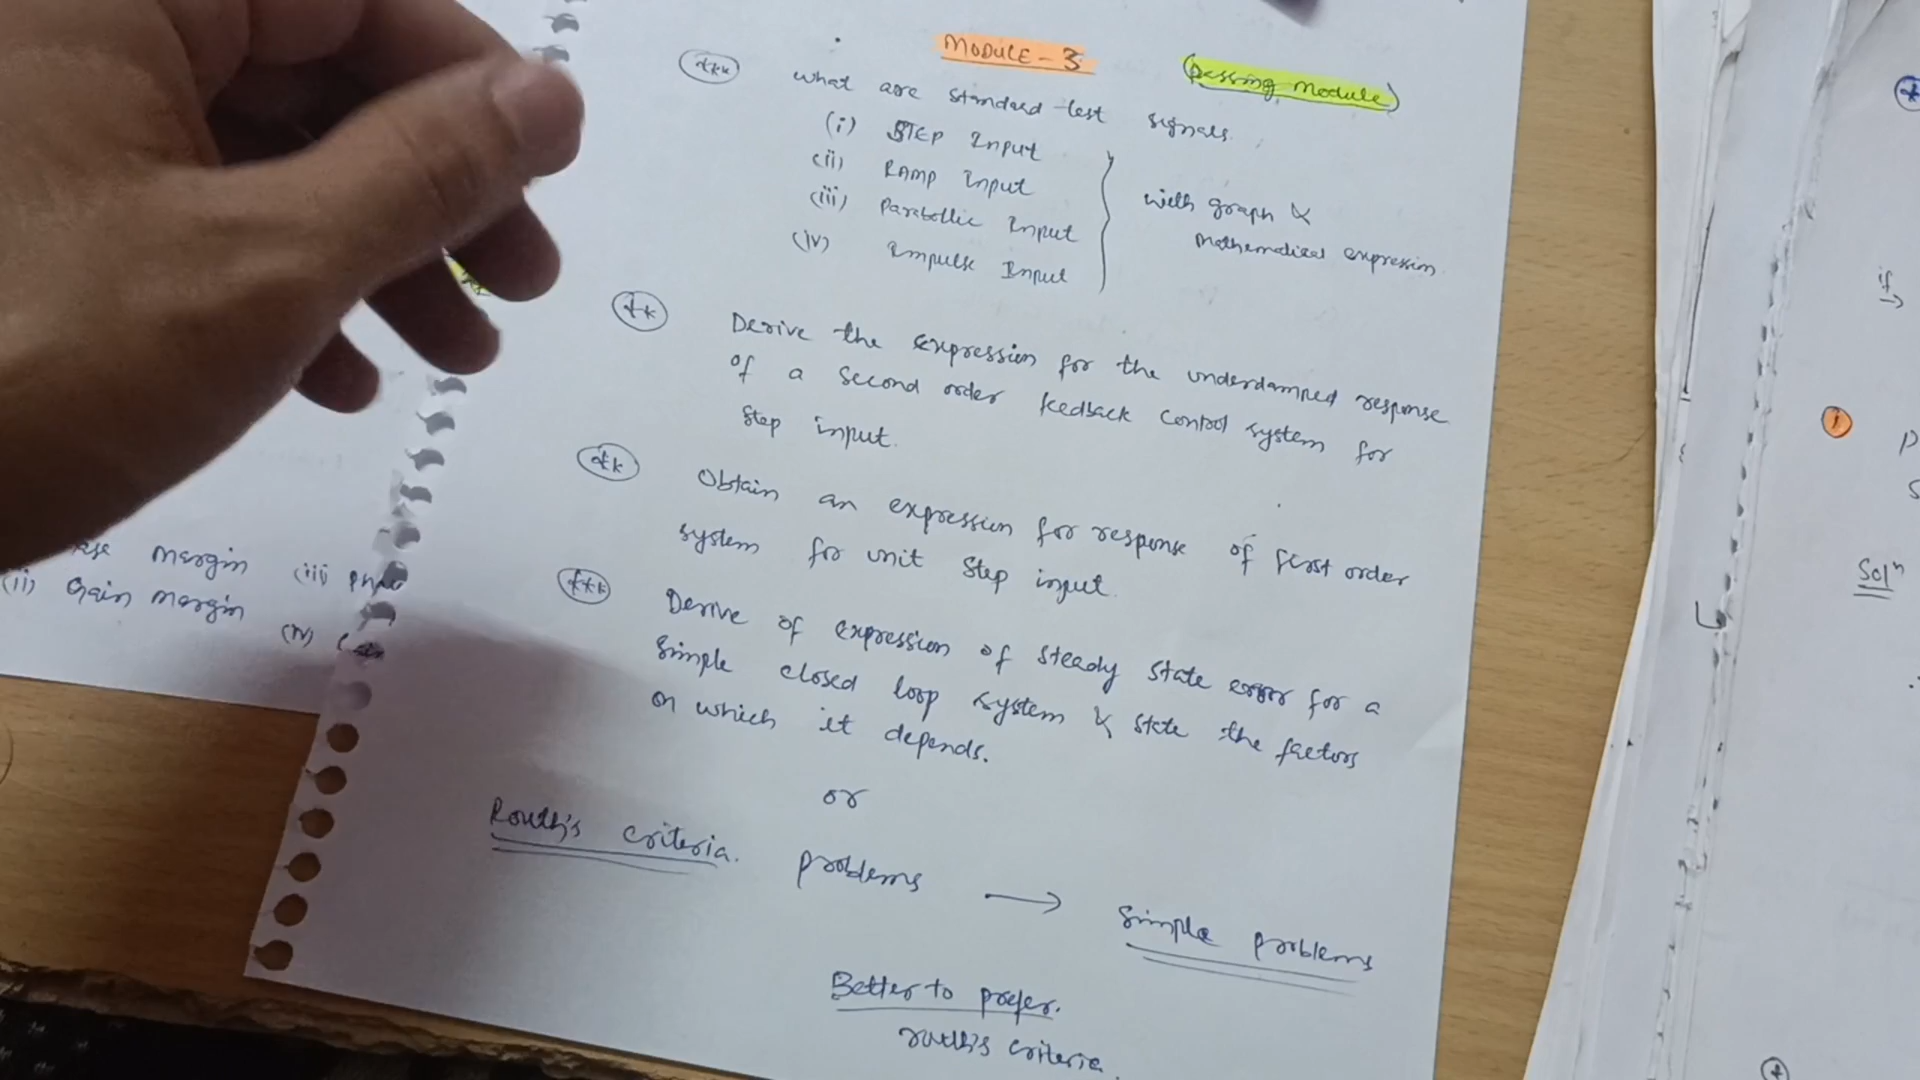 MODULE - 3
(passing module)
*** what are standard test signals.
(i) STEP Input
(ii) RAMP Input
(iii) Parabollic Input
(iv) Impulse Input
with graph &
mathematical expression
** Derive the expression for the underdamped response
of a second order feedback control system for
step input.
** Obtain an expression for response of first order
system for unit step input.
*** Derive of expression of steady state error for a
simple closed loop system & state the factors
on which it depends.
or
Routh's criteria. problems → simple problems
Better to prefer.
routh's criteria.
margin (iii)
(ii) Gain margin
(iv)
if
1
Solⁿ